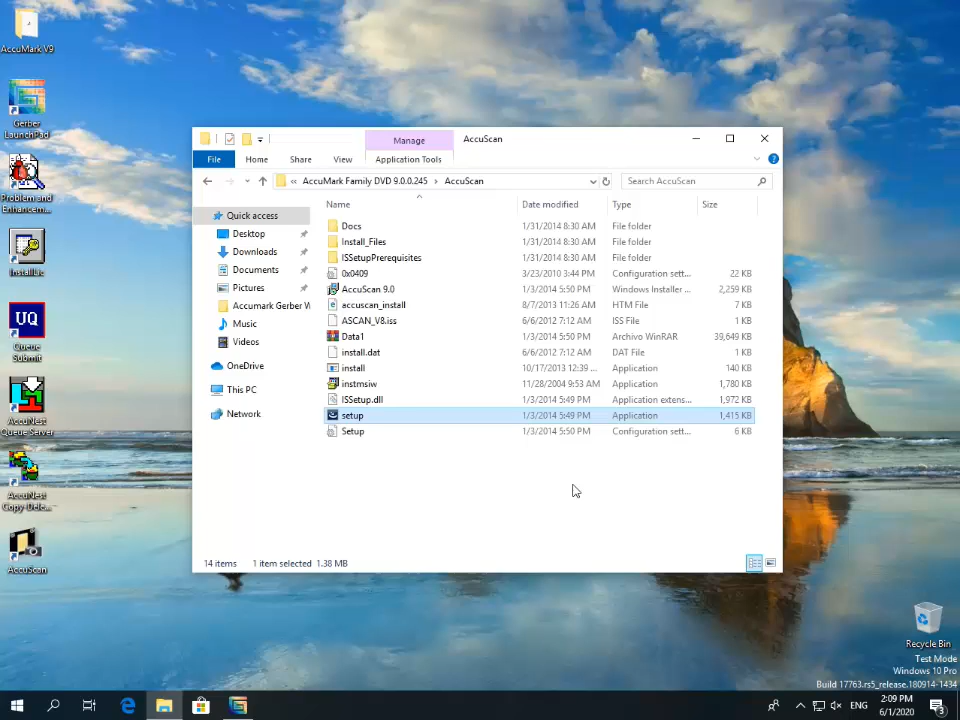 AccuMark V9
Gerber
LaunchPad
Problem and
Enhancem...
InstallLic
UQ
Queue
Submit
AccuNest
Queue Server
AccuNest
Copy-Dele...
AccuScan
Manage
AccuScan
File
Home
Share
View
Application Tools
« AccuMark Family DVD 9.0.0.245 › AccuScan
Search AccuScan
Quick access
Desktop
Downloads
Documents
Pictures
Accumark Gerber W
Music
Videos
OneDrive
This PC
Network
Name Date modified Type Size
Docs 1/31/2014 8:30 AM File folder
Install_Files 1/31/2014 8:30 AM File folder
ISSetupPrerequisites 1/31/2014 8:30 AM File folder
0x0409 3/23/2010 3:44 PM Configuration sett... 22 KB
AccuScan 9.0 1/3/2014 5:50 PM Windows Installer ... 2,259 KB
accuscan_install 8/7/2013 11:26 AM HTM File 7 KB
ASCAN_V8.iss 6/6/2012 7:12 AM ISS File 1 KB
Data1 1/3/2014 5:50 PM Archivo WinRAR 39,649 KB
install.dat 6/6/2012 7:12 AM DAT File 1 KB
install 10/17/2013 12:39 ... Application 140 KB
instmsiw 11/28/2004 9:53 AM Application 1,780 KB
ISSetup.dll 1/3/2014 5:49 PM Application extens... 1,972 KB
setup 1/3/2014 5:49 PM Application 1,415 KB
Setup 1/3/2014 5:50 PM Configuration sett... 6 KB
14 items 1 item selected 1.38 MB
Recycle Bin
Test Mode
Windows 10 Pro
Build 17763.rs5_release.180914-1434
ENG
2:09 PM
6/1/2020
3